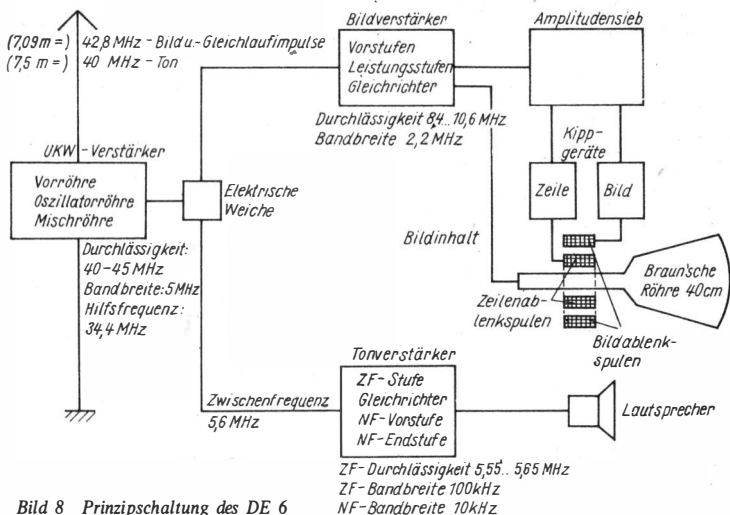 (7,09 m =) 42,8 MHz – Bild u.- Gleichlaufimpulse
(7,5 m =) 40 MHz – Ton
UKW – Verstärker
Vorröhre
Oszillatorröhre
Mischröhre
Durchlässigkeit:
40–45 MHz
Bandbreite: 5 MHz
Hilfsfrequenz:
34,4 MHz
Elektrische
Weiche
Bildverstärker
Vorstufen
Leistungsstufen
Gleichrichter
Durchlässigkeit 8,4...10,6 MHz
Bandbreite 2,2 MHz
Amplitudensieb
Kipp-
geräte
Zeile
Bild
Bildinhalt
Braun'sche
Röhre 40cm
Zeilenab-
lenkspulen
Bildablenk-
spulen
Zwischenfrequenz
5,6 MHz
Tonverstärker
ZF – Stufe
Gleichrichter
NF – Vorstufe
NF – Endstufe
Lautsprecher
ZF – Durchlässigkeit 5,55.. 5,65 MHz
ZF – Bandbreite 100kHz
NF – Bandbreite 10kHz
Bild 8 Prinzipschaltung des DE 6